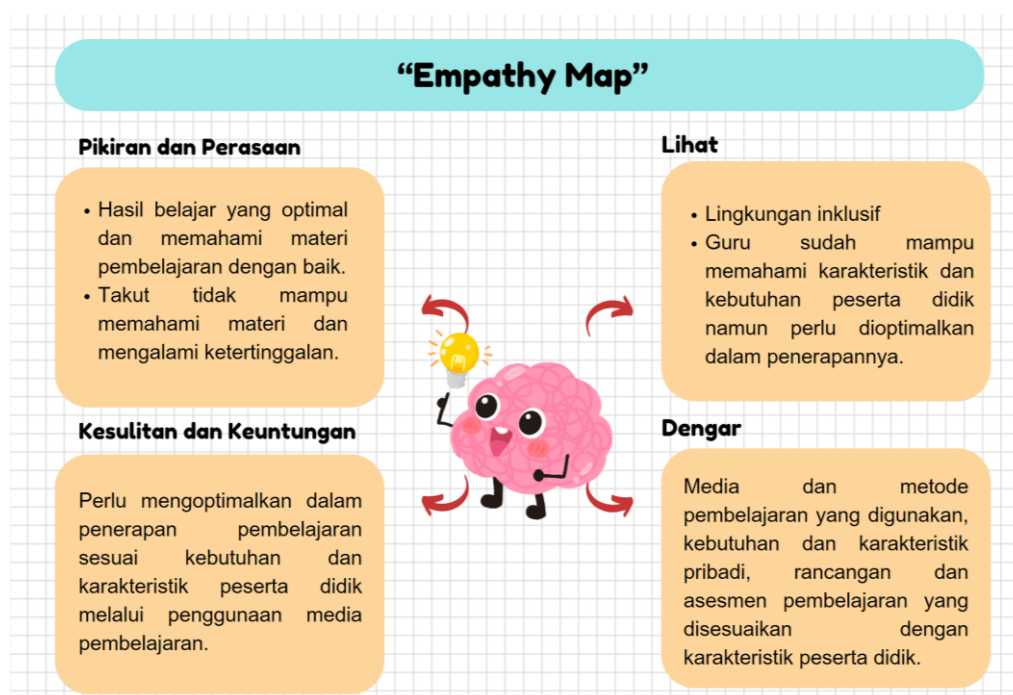 “Empathy Map”
Pikiran dan Perasaan
• Hasil belajar yang optimal
dan memahami materi
pembelajaran dengan baik.
• Takut tidak mampu
memahami materi dan
mengalami ketertinggalan.
Lihat
• Lingkungan inklusif
• Guru sudah mampu
memahami karakteristik dan
kebutuhan peserta didik
namun perlu dioptimalkan
dalam penerapannya.
Kesulitan dan Keuntungan
Perlu mengoptimalkan dalam
penerapan pembelajaran
sesuai kebutuhan dan
karakteristik peserta didik
melalui penggunaan media
pembelajaran.
Dengar
Media dan metode
pembelajaran yang digunakan,
kebutuhan dan karakteristik
pribadi, rancangan dan
asesmen pembelajaran yang
disesuaikan dengan
karakteristik peserta didik.